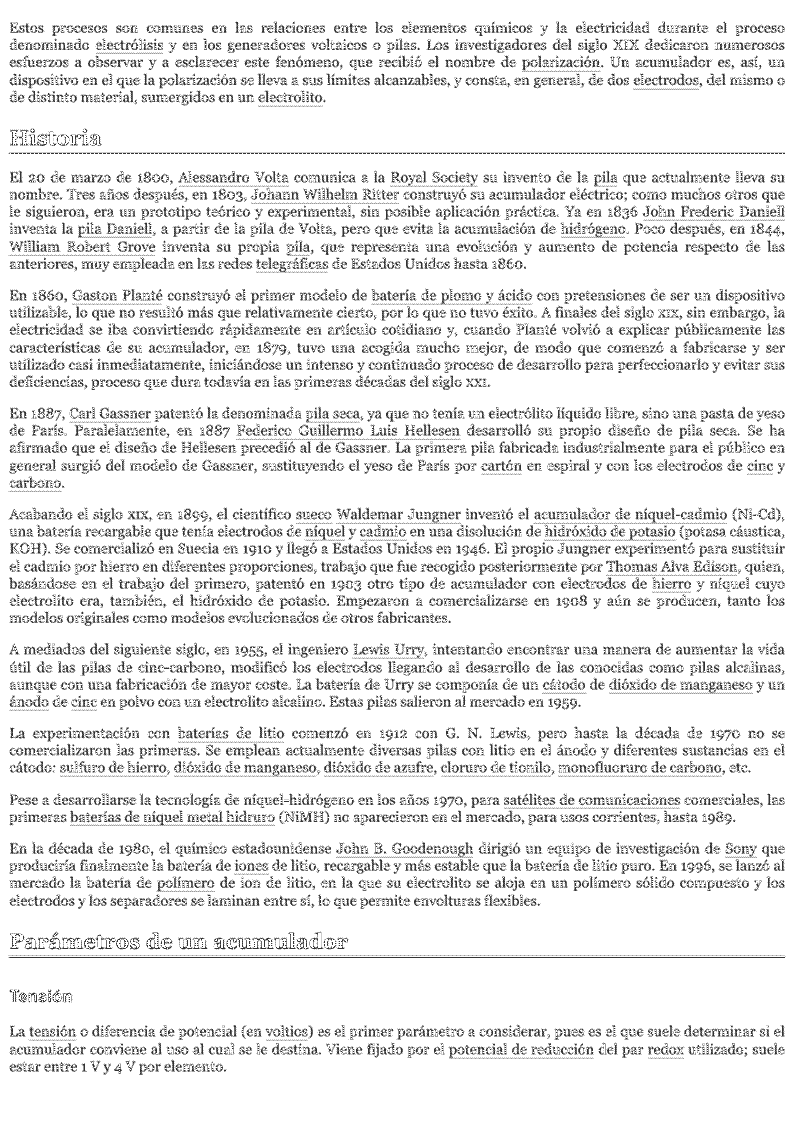 Estos procesos son comunes en las relaciones entre los elementos químicos y la electricidad durante el proceso
denominado electrólisis y en los generadores voltaicos o pilas. Los investigadores del siglo XIX dedicaron numerosos
esfuerzos a observar y a esclarecer este fenómeno, que recibió el nombre de polarización. Un acumulador es, así, un
dispositivo en el que la polarización se lleva a sus límites alcanzables, y consta, en general, de dos electrodos, del mismo o
de distinto material, sumergidos en un electrolito.
Historia
El 20 de marzo de 1800, Alessandro Volta comunica a la Royal Society su invento de la pila que actualmente lleva su
nombre. Tres años después, en 1803, Johann Wilhelm Ritter construyó su acumulador eléctrico; como muchos otros que
le siguieron, era un prototipo teórico y experimental, sin posible aplicación práctica. Ya en 1836 John Frederic Daniell
inventa la pila Daniell, a partir de la pila de Volta, pero que evita la acumulación de hidrógeno. Poco después, en 1844,
William Robert Grove inventa su propia pila, que representa una evolución y aumento de potencia respecto de las
anteriores, muy empleada en las redes telegráficas de Estados Unidos hasta 1860.
En 1860, Gaston Planté construyó el primer modelo de batería de plomo y ácido con pretensiones de ser un dispositivo
utilizable, lo que no resultó más que relativamente cierto, por lo que no tuvo éxito. A finales del siglo XIX, sin embargo, la
electricidad se iba convirtiendo rápidamente en artículo cotidiano y, cuando Planté volvió a explicar públicamente las
características de su acumulador, en 1879, tuvo una acogida mucho mejor, de modo que comenzó a fabricarse y ser
utilizado casi inmediatamente, iniciándose un intenso y continuado proceso de desarrollo para perfeccionarlo y evitar sus
deficiencias, proceso que dura todavía en las primeras décadas del siglo XXI.
En 1887, Carl Gassner patentó la denominada pila seca, ya que no tenía un electrólito líquido libre, sino una pasta de yeso
de París. Paralelamente, en 1887 Federico Guillermo Luis Hellesen desarrolló su propio diseño de pila seca. Se ha
afirmado que el diseño de Hellesen precedió al de Gassner. La primera pila fabricada industrialmente para el público en
general surgió del modelo de Gassner, sustituyendo el yeso de París por cartón en espiral y con los electrodos de cinc y
carbono.
Acabando el siglo XIX, en 1899, el científico sueco Waldemar Jungner inventó el acumulador de níquel-cadmio (Ni-Cd),
una batería recargable que tenía electrodos de níquel y cadmio en una disolución de hidróxido de potasio (potasa cáustica,
KOH). Se comercializó en Suecia en 1910 y llegó a Estados Unidos en 1946. El propio Jungner experimentó para sustituir
el cadmio por hierro en diferentes proporciones, trabajo que fue recogido posteriormente por Thomas Alva Edison, quien,
basándose en el trabajo del primero, patentó en 1903 otro tipo de acumulador con electrodos de hierro y níquel cuyo
electrolito era, también, el hidróxido de potasio. Empezaron a comercializarse en 1908 y aún se producen, tanto los
modelos originales como modelos evolucionados de otros fabricantes.
A mediados del siguiente siglo, en 1955, el ingeniero Lewis Urry, intentando encontrar una manera de aumentar la vida
útil de las pilas de cinc-carbono, modificó los electrodos llegando al desarrollo de las conocidas como pilas alcalinas,
aunque con una fabricación de mayor coste. La batería de Urry se componía de un cátodo de dióxido de manganeso y un
ánodo de cinc en polvo con un electrolito alcalino. Estas pilas salieron al mercado en 1959.
La experimentación con baterías de litio comenzó en 1912 con G. N. Lewis, pero hasta la década de 1970 no se
comercializaron las primeras. Se emplean actualmente diversas pilas con litio en el ánodo y diferentes sustancias en el
cátodo: sulfuro de hierro, dióxido de manganeso, dióxido de azufre, cloruro de tionilo, monofluoruro de carbono, etc.
Pese a desarrollarse la tecnología de níquel-hidrógeno en los años 1970, para satélites de comunicaciones comerciales, las
primeras baterías de níquel metal hidruro (NiMH) no aparecieron en el mercado, para usos corrientes, hasta 1989.
En la década de 1980, el químico estadounidense John B. Goodenough dirigió un equipo de investigación de Sony que
produciría finalmente la batería de iones de litio, recargable y más estable que la batería de litio puro. En 1996, se lanzó al
mercado la batería de polímero de ion de litio, en la que su electrolito se aloja en un polímero sólido compuesto y los
electrodos y los separadores se laminan entre sí, lo que permite envolturas flexibles.
Parámetros de un acumulador
Tensión
La tensión o diferencia de potencial (en voltios) es el primer parámetro a considerar, pues es el que suele determinar si el
acumulador conviene al uso al cual se le destina. Viene fijado por el potencial de reducción del par redox utilizado; suele
estar entre 1 V y 4 V por elemento.